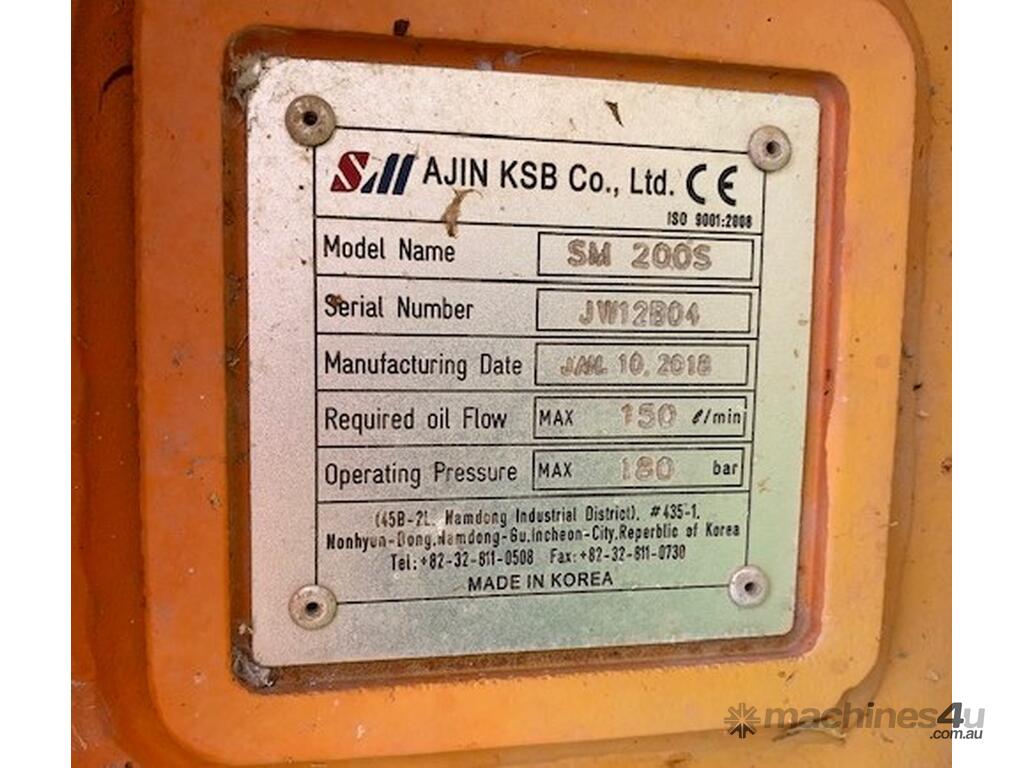 SM AJIN KSB Co., Ltd. CE
ISO 9001:2008
Model Name SM 200S
Serial Number JW12B04
Manufacturing Date JAN. 10. 2018
Required oil Flow MAX 150 ℓ/min
Operating Pressure MAX 180 bar
(45B-2L. Namdong Industrial District). #435-1.
Nonhyun-Dong.Namdong-Gu.Incheon-City.Reperblic of Korea
Tel:+82-32-811-0508 Fax:+82-32-811-0730
MADE IN KOREA
machines4u
.com.au